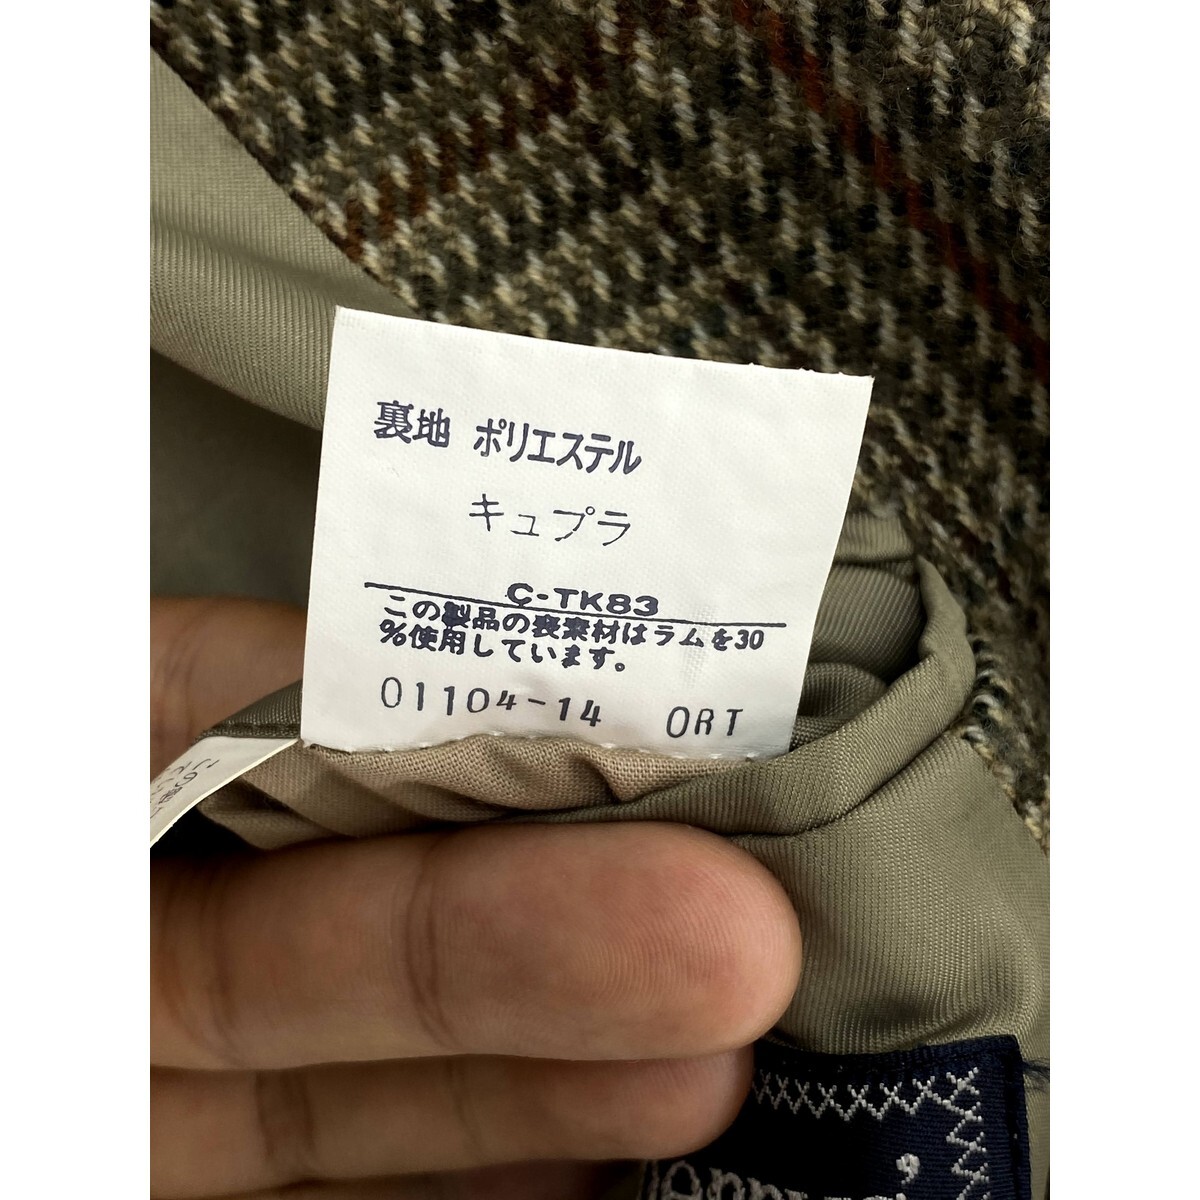 裏地 ポリエステル
キュプラ
C-TK83
この製品の表素材はラムを30
%使用しています。
01104-14 ORT